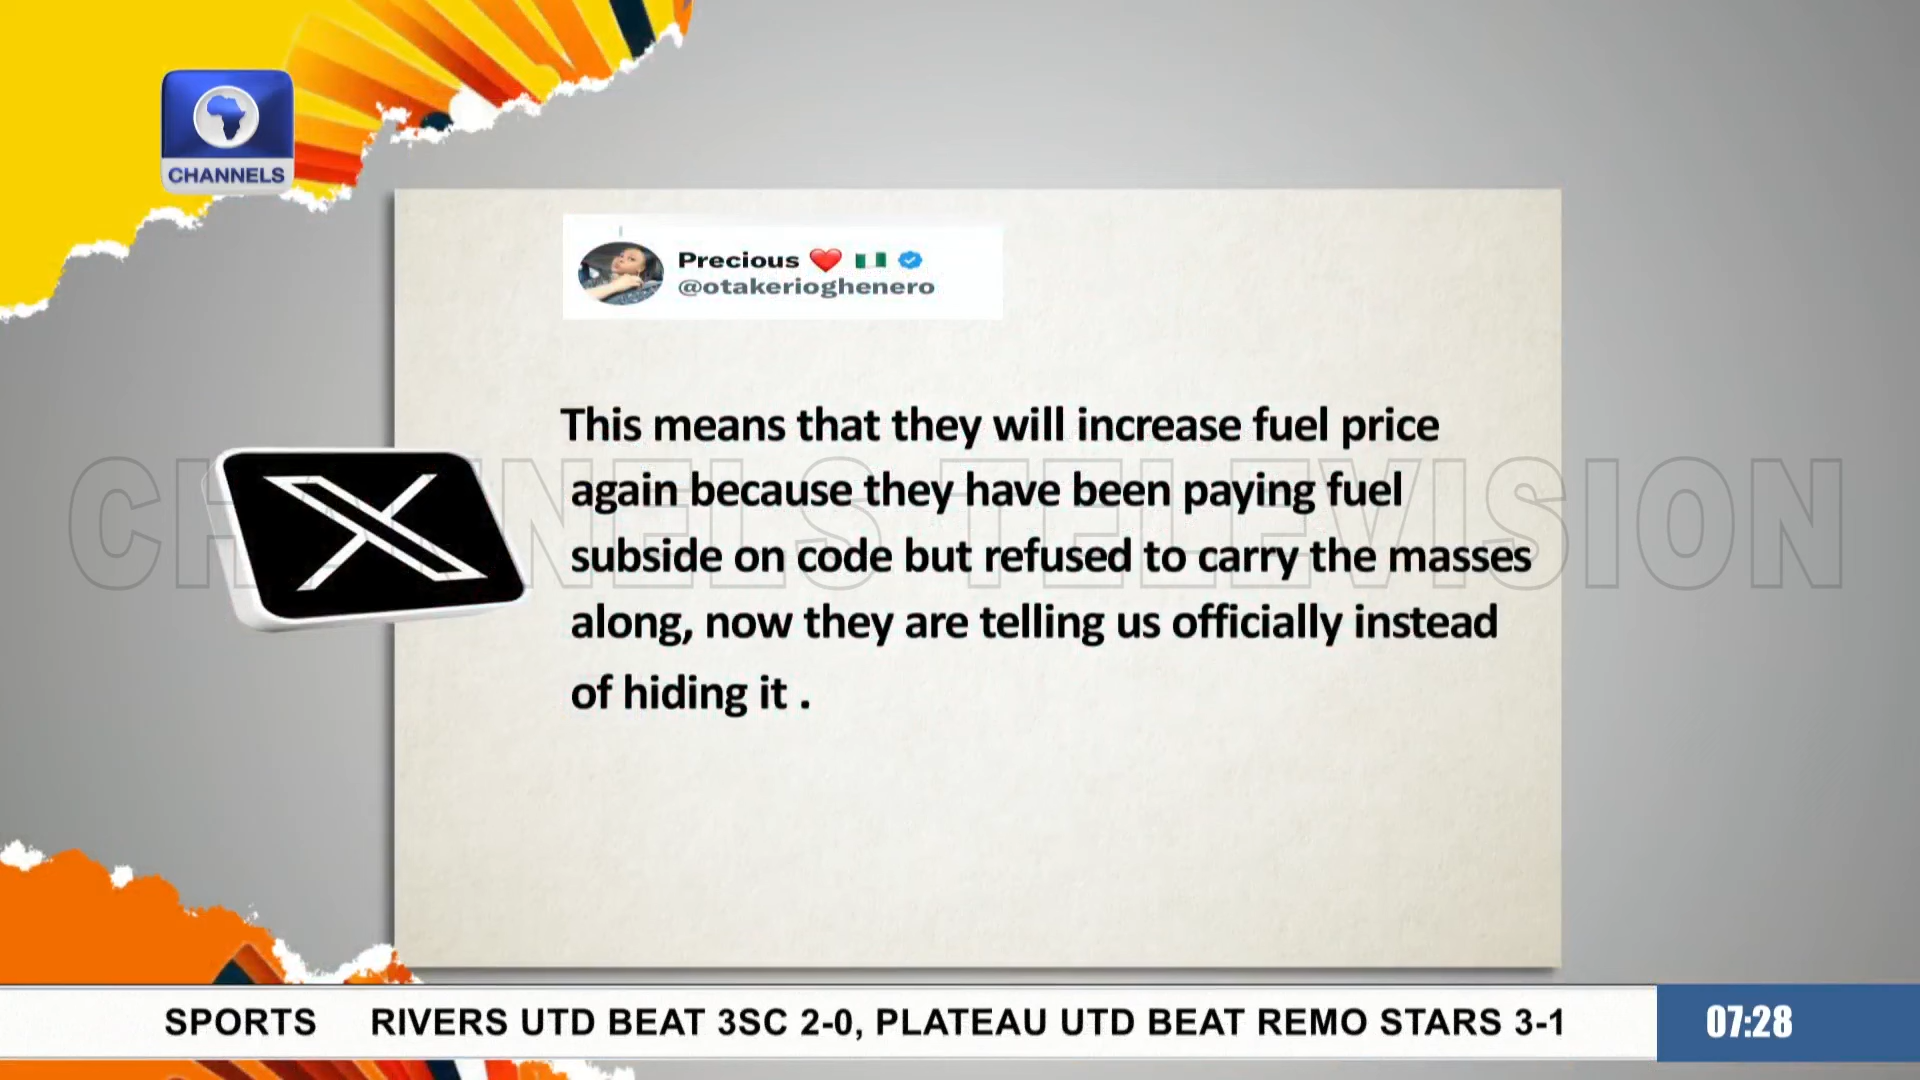 CHANNELS
Precious
@otakerioghenero
This means that they will increase fuel price
again because they have been paying fuel
subside on code but refused to carry the masses
along, now they are telling us officially instead
of hiding it .
CHANNELS TELEVISION
SPORTS RIVERS UTD BEAT 3SC 2-0, PLATEAU UTD BEAT REMO STARS 3-1
07:28